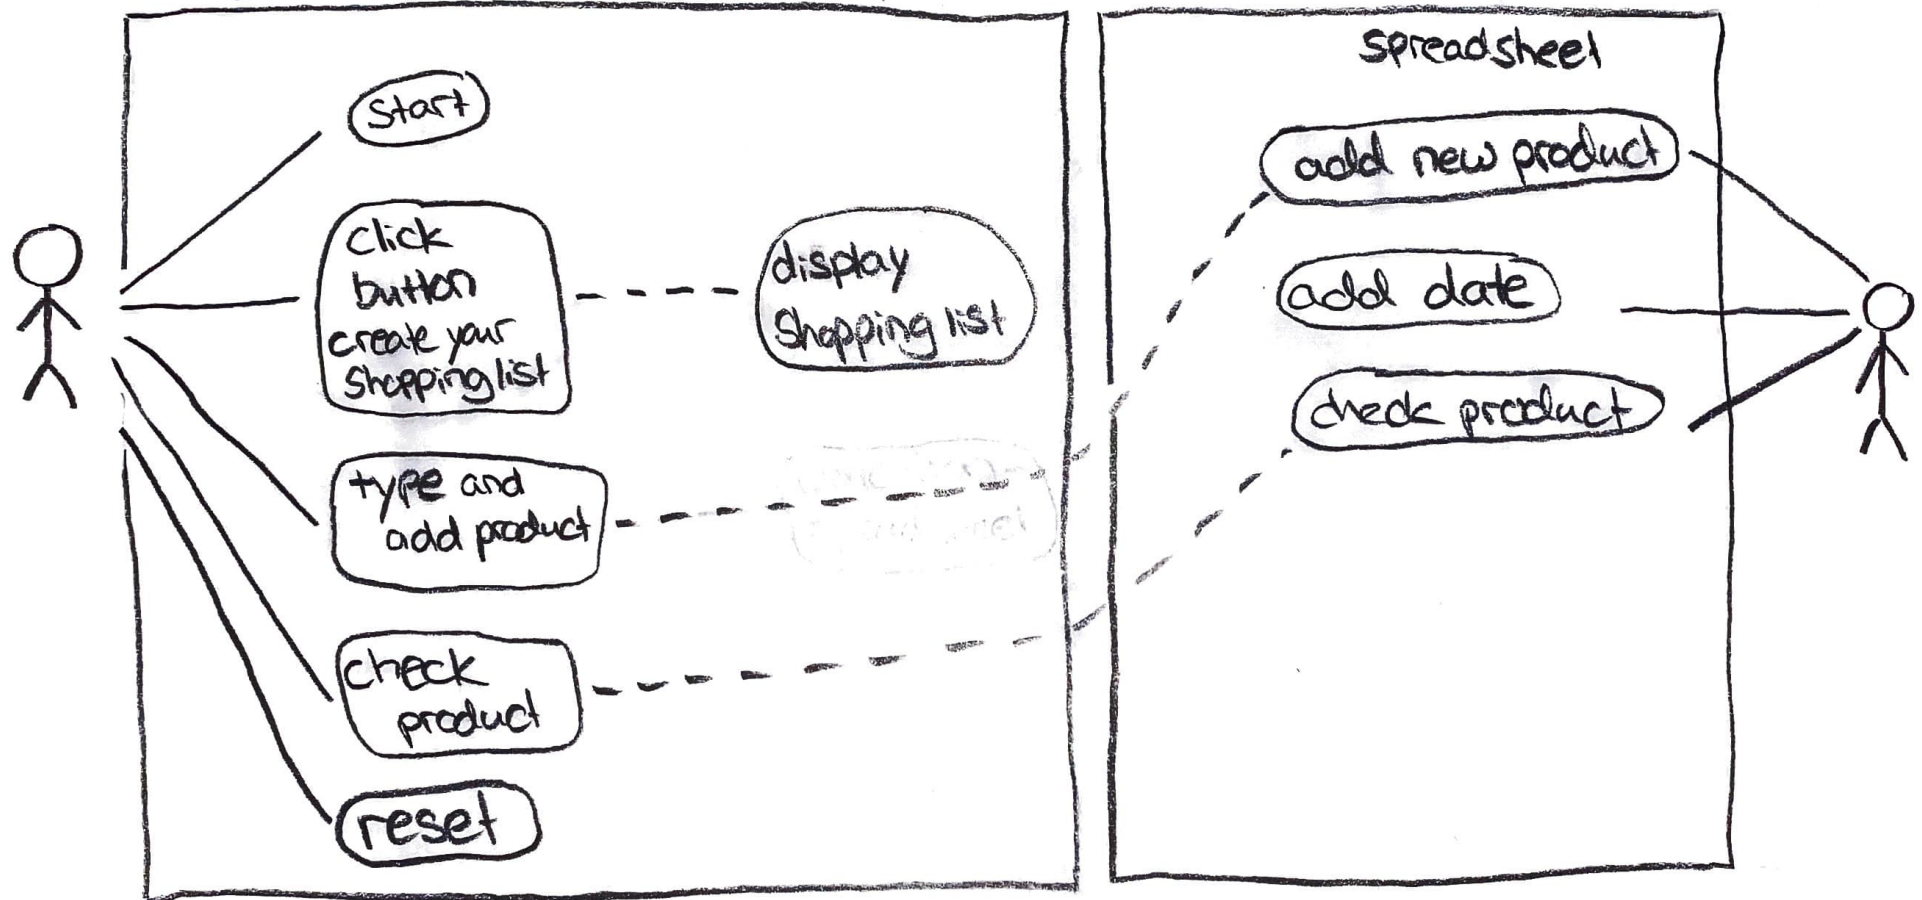 start
click
button
create your
shopping list
display
shopping list
type and
add product
check
product
reset
spreadsheet
add new product
add date
check product